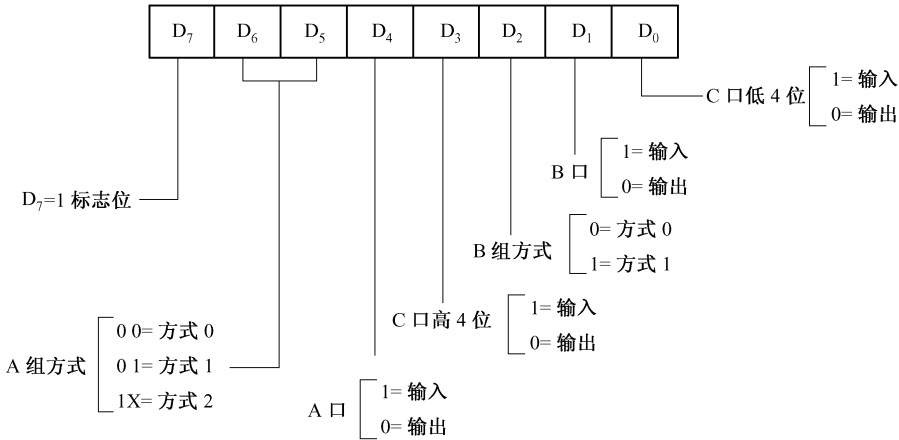 D7 D6 D5 D4 D3 D2 D1 D0
C 口低 4 位
1= 输入
0= 输出
B 口
1= 输入
0= 输出
D7=1 标志位
B 组方式
0= 方式 0
1= 方式 1
C 口高 4 位
1= 输入
0= 输出
A 组方式
0 0= 方式 0
0 1= 方式 1
1X= 方式 2
A 口
1= 输入
0= 输出